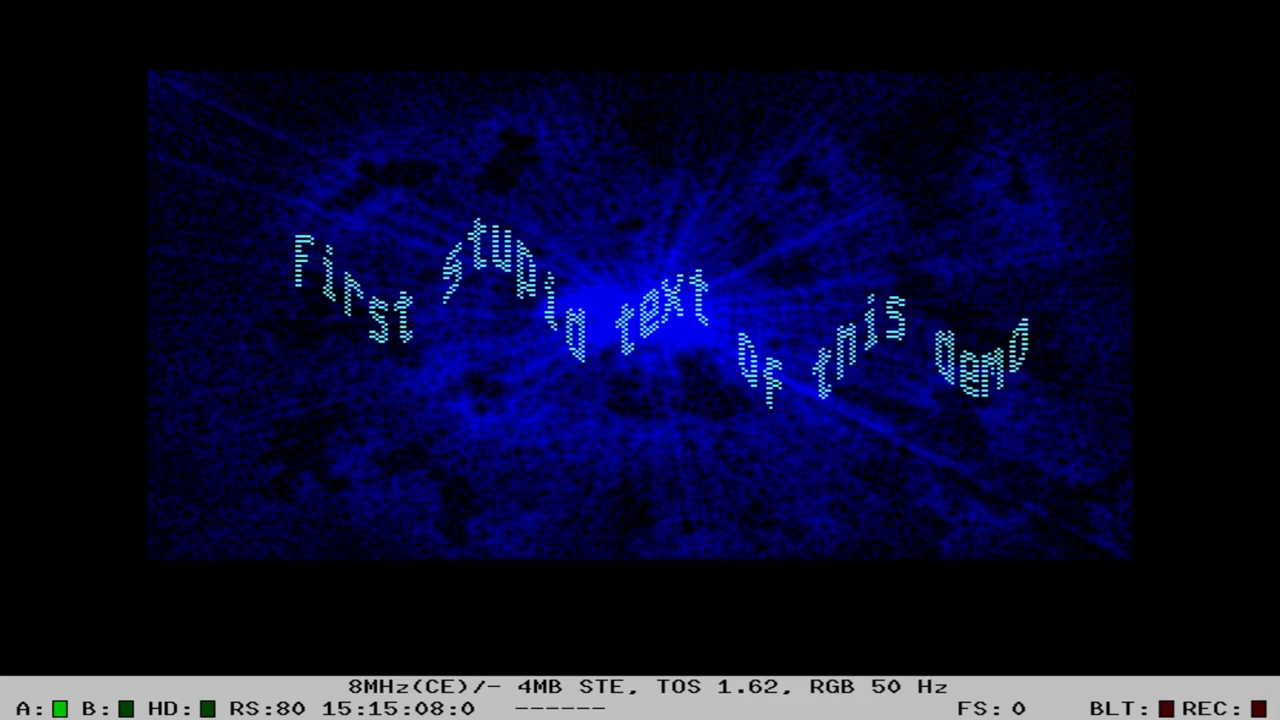 First stupid text of this demo
8MHz(CE)/- 4MB STE, TOS 1.62, RGB 50 Hz
A: B: HD: RS:80 15:15:08:0 ------ FS: 0 BLT: REC: